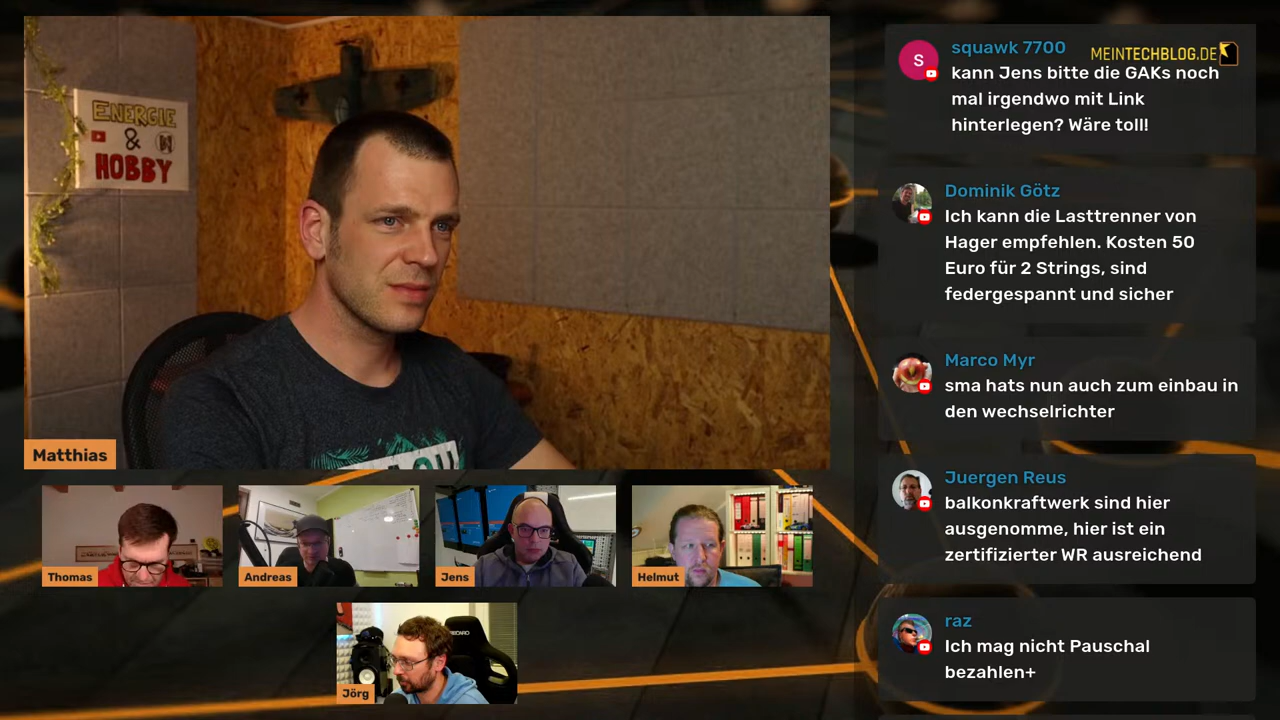 ENERGIE
&
HOBBY
Matthias
Thomas
Andreas
Jens
Helmut
Jörg
MEINTECHBLOG.DE
S
squawk 7700
kann Jens bitte die GAKs noch
mal irgendwo mit Link
hinterlegen? Wäre toll!
Dominik Götz
Ich kann die Lasttrenner von
Hager empfehlen. Kosten 50
Euro für 2 Strings, sind
federgespannt und sicher
Marco Myr
sma hats nun auch zum einbau in
den wechselrichter
Juergen Reus
balkonkraftwerk sind hier
ausgenomme, hier ist ein
zertifizierter WR ausreichend
raz
Ich mag nicht Pauschal
bezahlen+